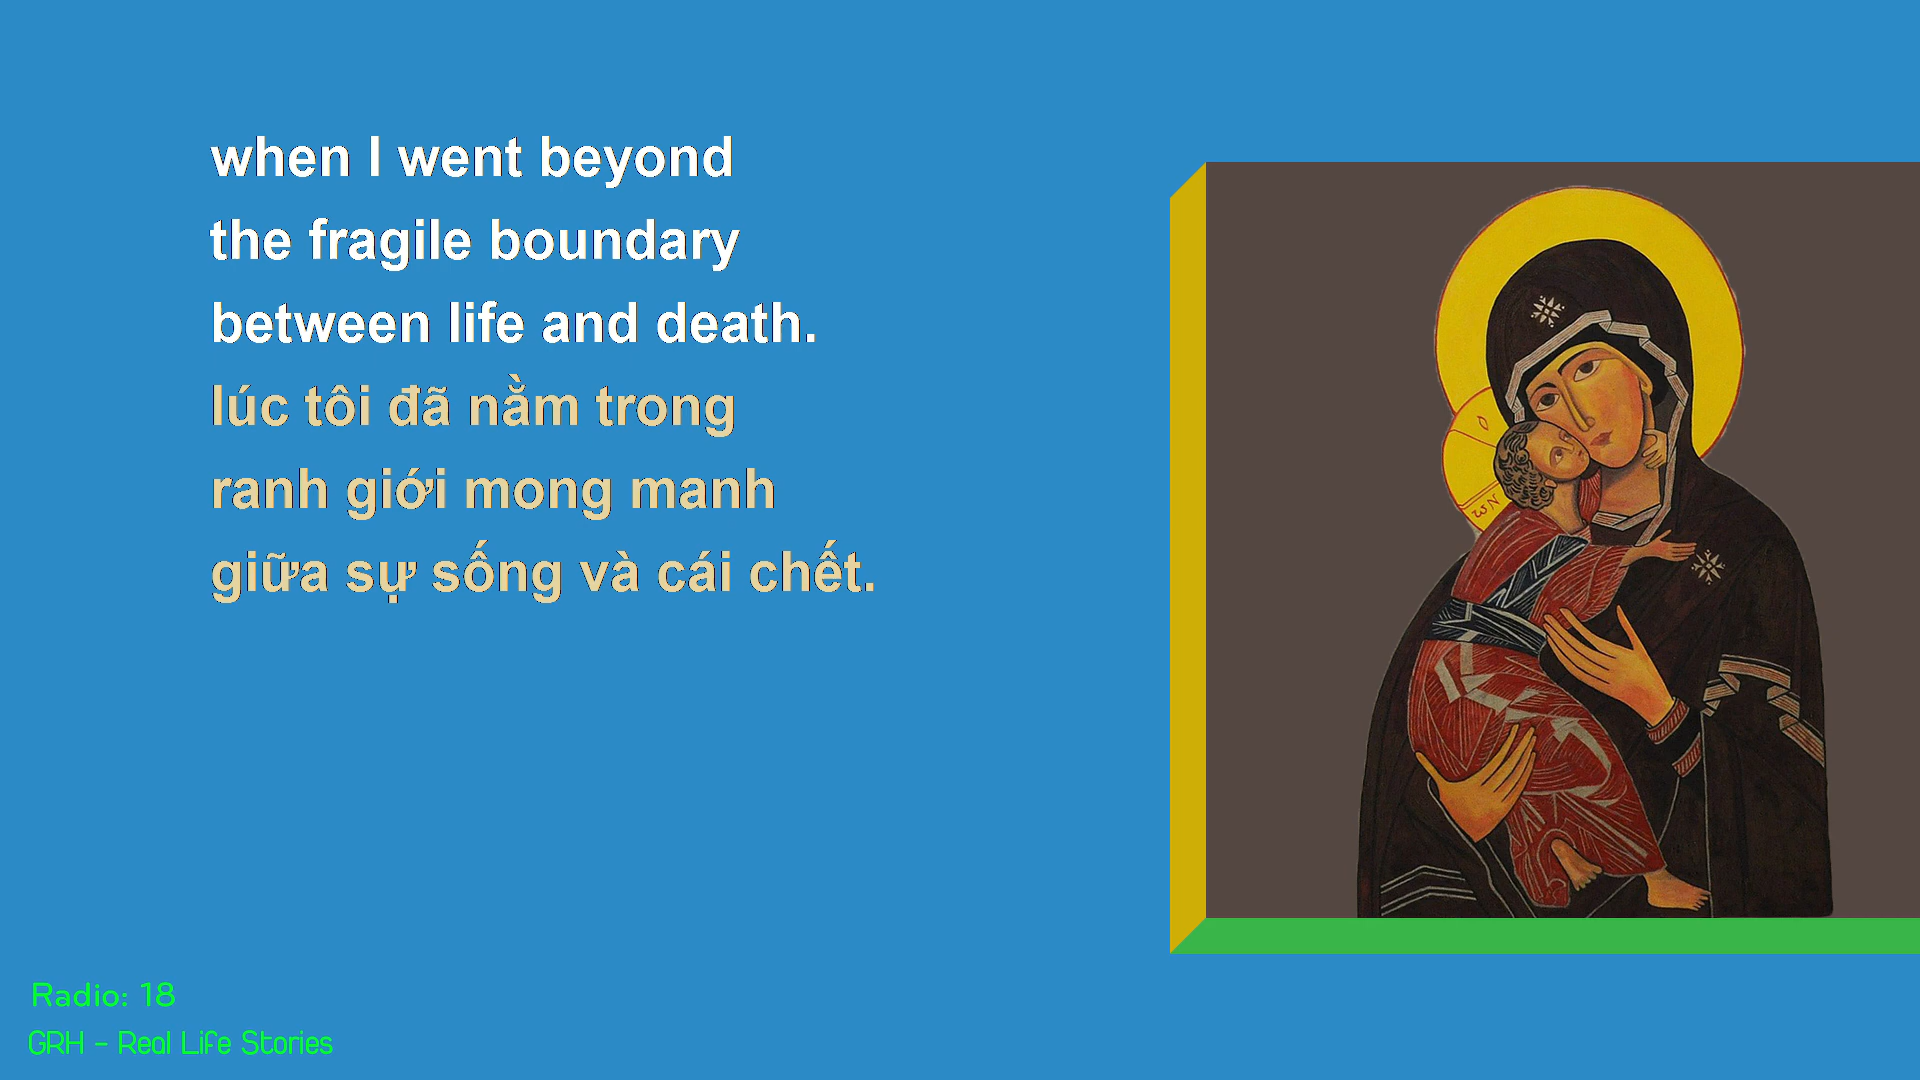 when I went beyond
the fragile boundary
between life and death.
lúc tôi đã nằm trong
ranh giới mong manh
giữa sự sống và cái chết.
ω N
Radio: 18
GRH - Real Life Stories